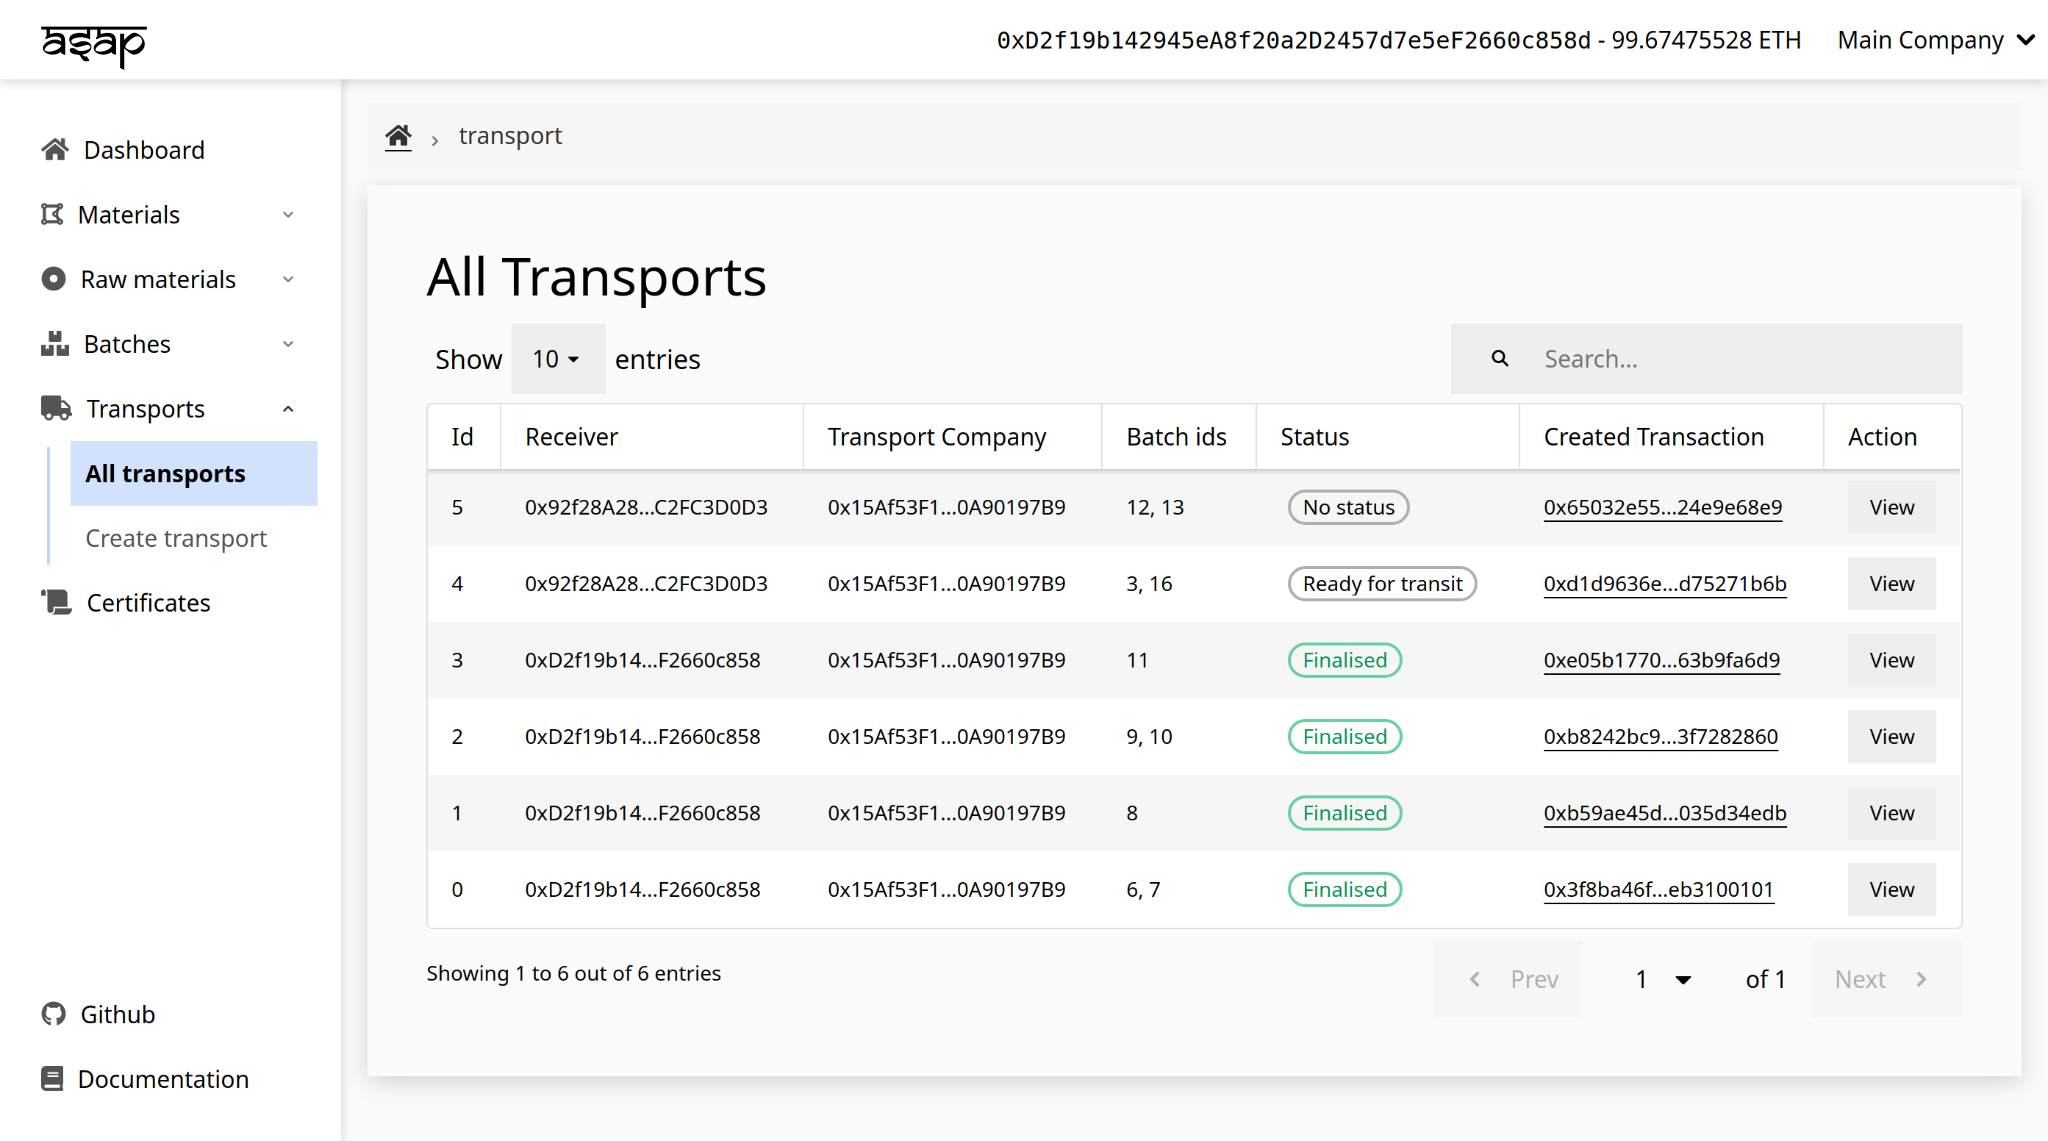 asap
0xD2f19b142945eA8f20a2D2457d7e5eF2660c858d - 99.67475528 ETH Main Company
Dashboard
Materials
Raw materials
Batches
Transports
All transports
Create transport
Certificates
Github
Documentation
transport
All Transports
Show 10 entries Search...
Id Receiver Transport Company Batch ids Status Created Transaction Action
5 0x92f28A28...C2FC3D0D3 0x15Af53F1...0A90197B9 12, 13 No status 0x65032e55...24e9e68e9 View
4 0x92f28A28...C2FC3D0D3 0x15Af53F1...0A90197B9 3, 16 Ready for transit 0xd1d9636e...d75271b6b View
3 0xD2f19b14...F2660c858 0x15Af53F1...0A90197B9 11 Finalised 0xe05b1770...63b9fa6d9 View
2 0xD2f19b14...F2660c858 0x15Af53F1...0A90197B9 9, 10 Finalised 0xb8242bc9...3f7282860 View
1 0xD2f19b14...F2660c858 0x15Af53F1...0A90197B9 8 Finalised 0xb59ae45d...035d34edb View
0 0xD2f19b14...F2660c858 0x15Af53F1...0A90197B9 6, 7 Finalised 0x3f8ba46f...eb3100101 View
Showing 1 to 6 out of 6 entries Prev 1 of 1 Next